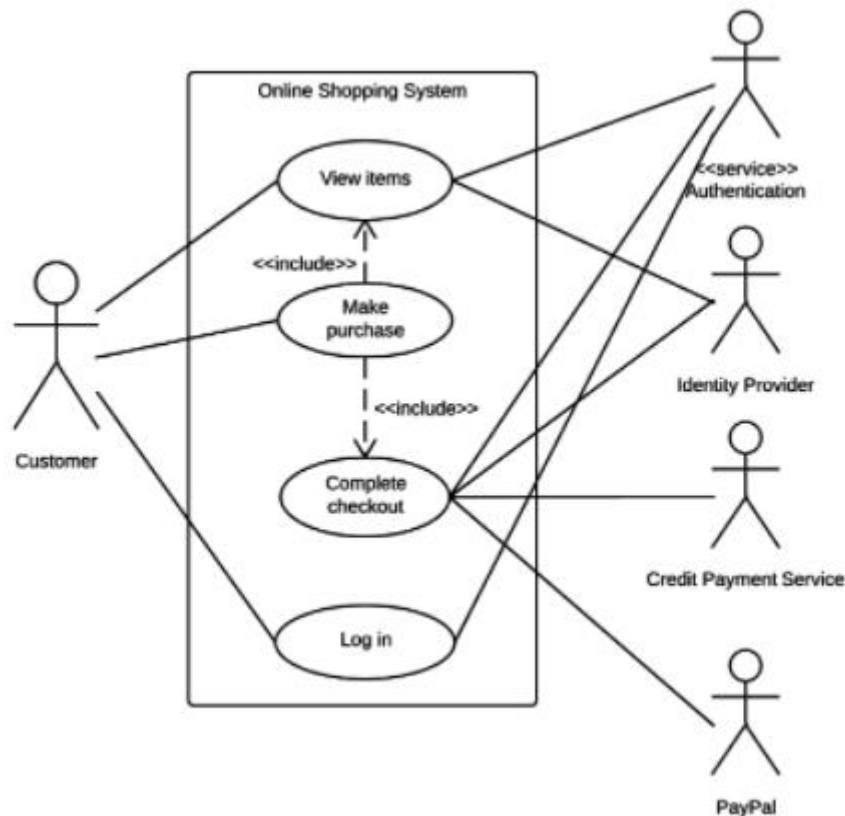 Online Shopping System
View items
<<include>>
Make
purchase
<<include>>
Complete
checkout
Log in
Customer
<<service>>
Authentication
Identity Provider
Credit Payment Service
PayPal